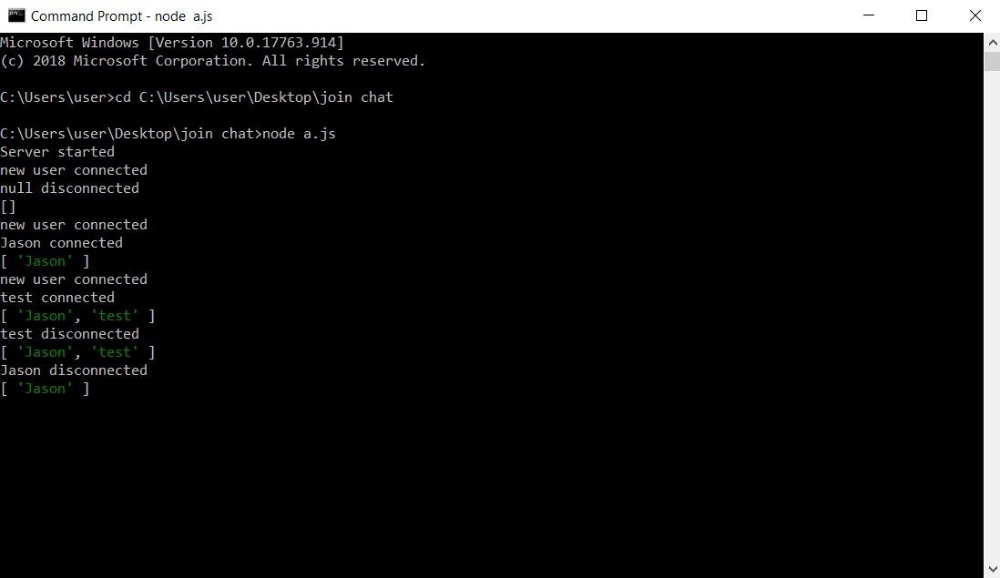 Command Prompt - node  a.js
Microsoft Windows [Version 10.0.17763.914]
(c) 2018 Microsoft Corporation. All rights reserved.
C:\Users\user>cd C:\Users\user\Desktop\join chat
C:\Users\user\Desktop\join chat>node a.js
Server started
new user connected
null disconnected
[]
new user connected
Jason connected
[ 'Jason' ]
new user connected
test connected
[ 'Jason', 'test' ]
test disconnected
[ 'Jason', 'test' ]
Jason disconnected
[ 'Jason' ]